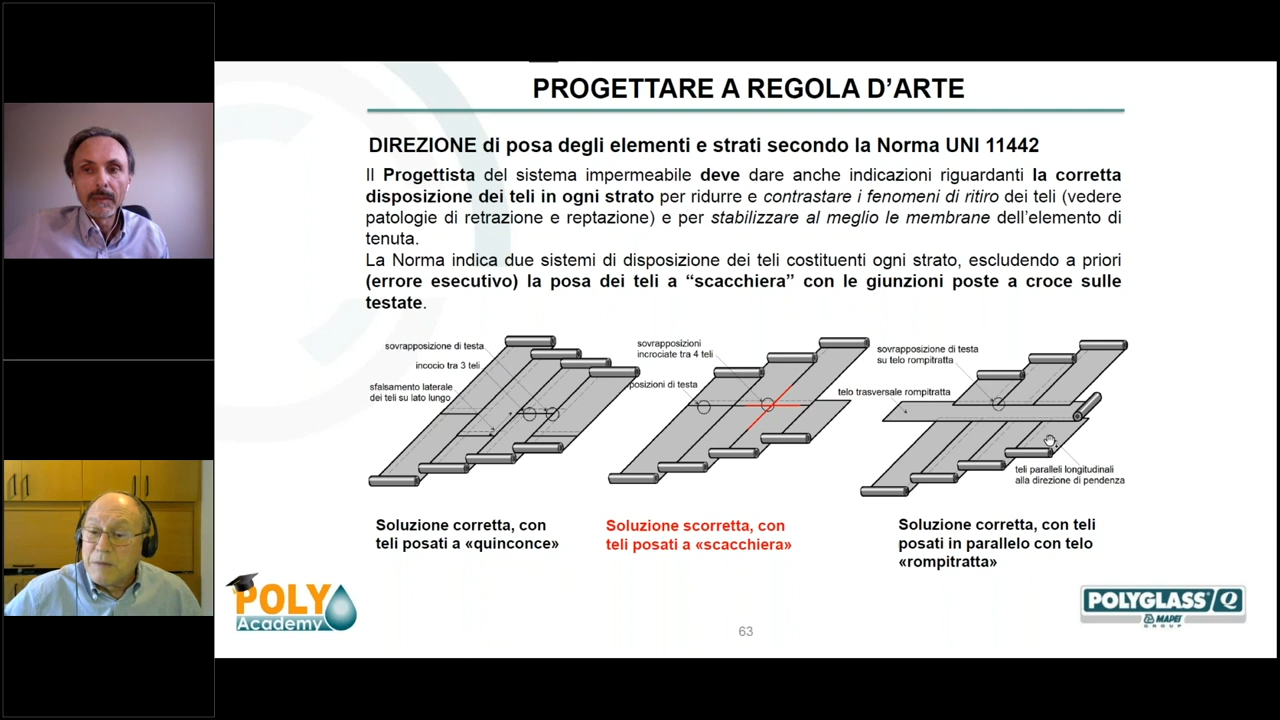 PROGETTARE A REGOLA D'ARTE
DIREZIONE di posa degli elementi e strati secondo la Norma UNI 11442
Il Progettista del sistema impermeabile deve dare anche indicazioni riguardanti la corretta
disposizione dei teli in ogni strato per ridurre e contrastare i fenomeni di ritiro dei teli (vedere
patologie di retrazione e reptazione) e per stabilizzare al meglio le membrane dell'elemento di
tenuta.
La Norma indica due sistemi di disposizione dei teli costituenti ogni strato, escludendo a priori
(errore esecutivo) la posa dei teli a “scacchiera” con le giunzioni poste a croce sulle
testate.
sovrapposizione di testa
incocio tra 3 teli
sfalsamento laterale
dei teli su lato lungo
sovrapposizioni
incrociate tra 4 teli
posizioni di testa
sovrapposizione di testa
su telo rompitratta
telo trasversale rompitratta
teli paralleli longitudinali
alla direzione di pendenza
Soluzione corretta, con
teli posati a «quinconce»
Soluzione scorretta, con
teli posati a «scacchiera»
Soluzione corretta, con teli
posati in parallelo con telo
«rompitratta»
POLY
Academy
63
POLYGLASS
MAPEI
GROUP